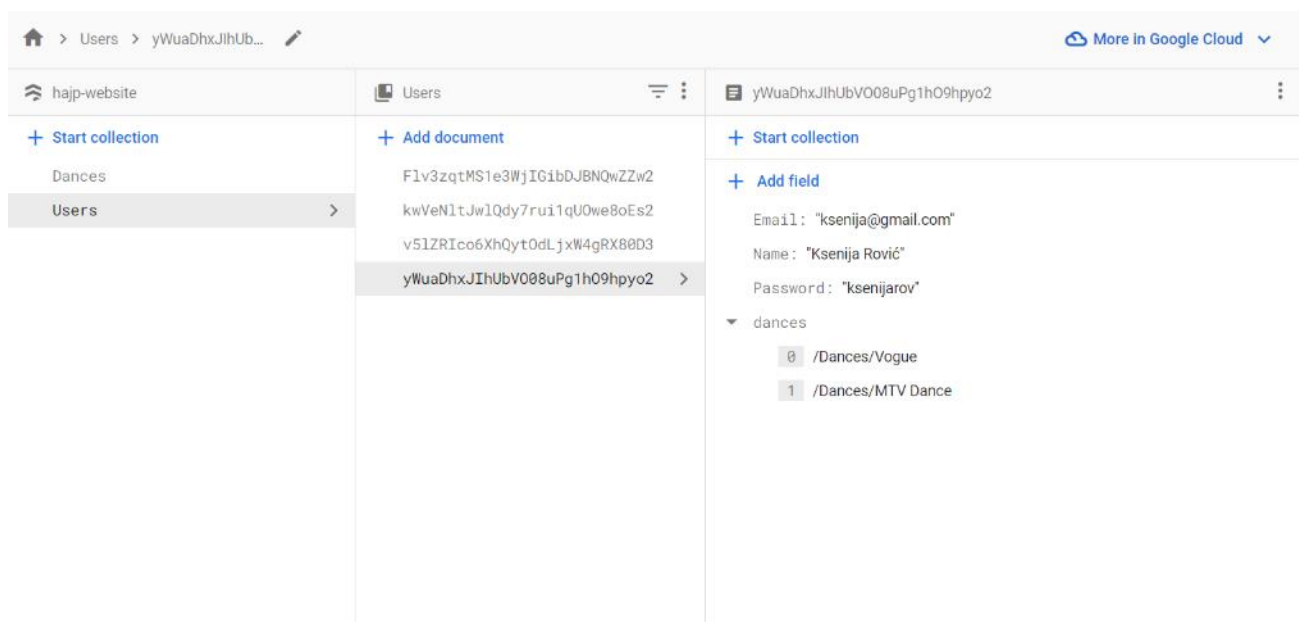 > Users > yWuaDhxJIhUb...
More in Google Cloud
hajp-website
+ Start collection
Dances
Users
Users
+ Add document
Flv3zqtMS1e3WjIGibDJBNQwZZw2
kwVeNltJwlQdy7rui1qUOwe8oEs2
v5lZRIco6XhQytOdLjxW4gRX80D3
yWuaDhxJIhUbVO08uPg1hO9hpyo2
yWuaDhxJIhUbVO08uPg1hO9hpyo2
+ Start collection
+ Add field
Email: "ksenija@gmail.com"
Name: "Ksenija Rović"
Password: "ksenijarov"
dances
0 /Dances/Vogue
1 /Dances/MTV Dance